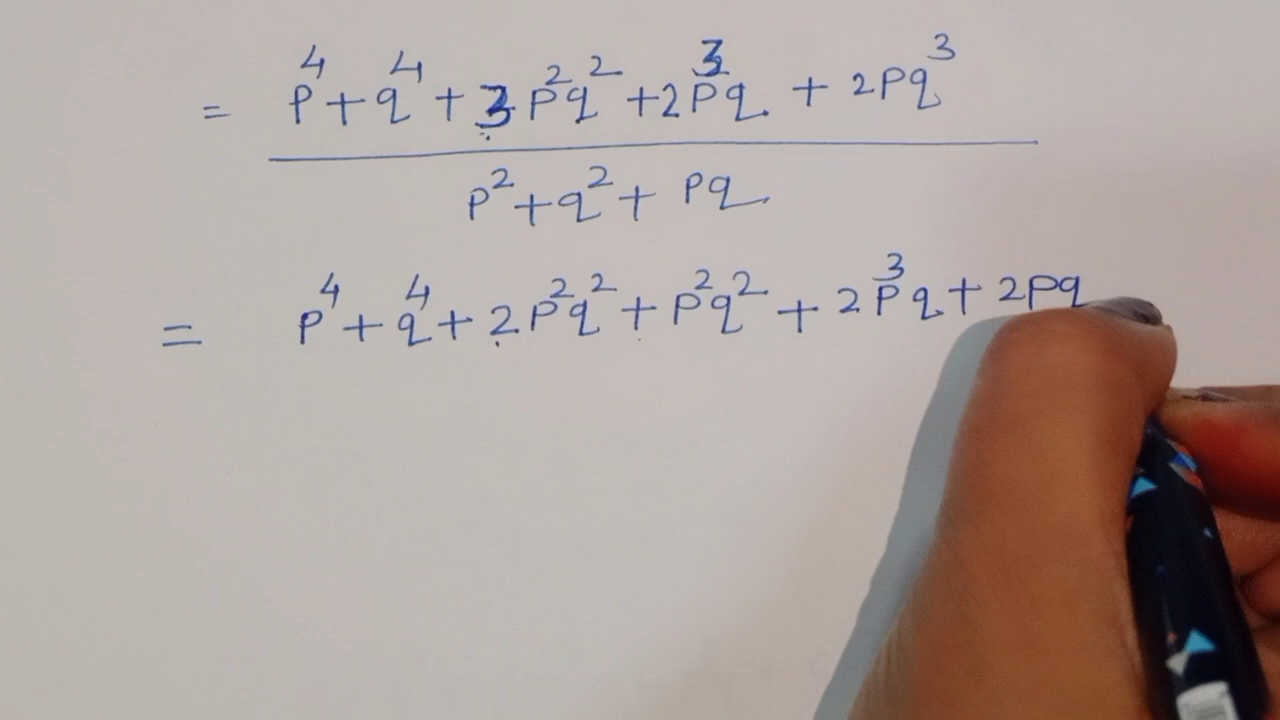 = p⁴+q⁴+3p²q²+2p³q+2pq³
p²+q²+pq
= p⁴+q⁴+2p²q²+p²q²+2p³q+2pq